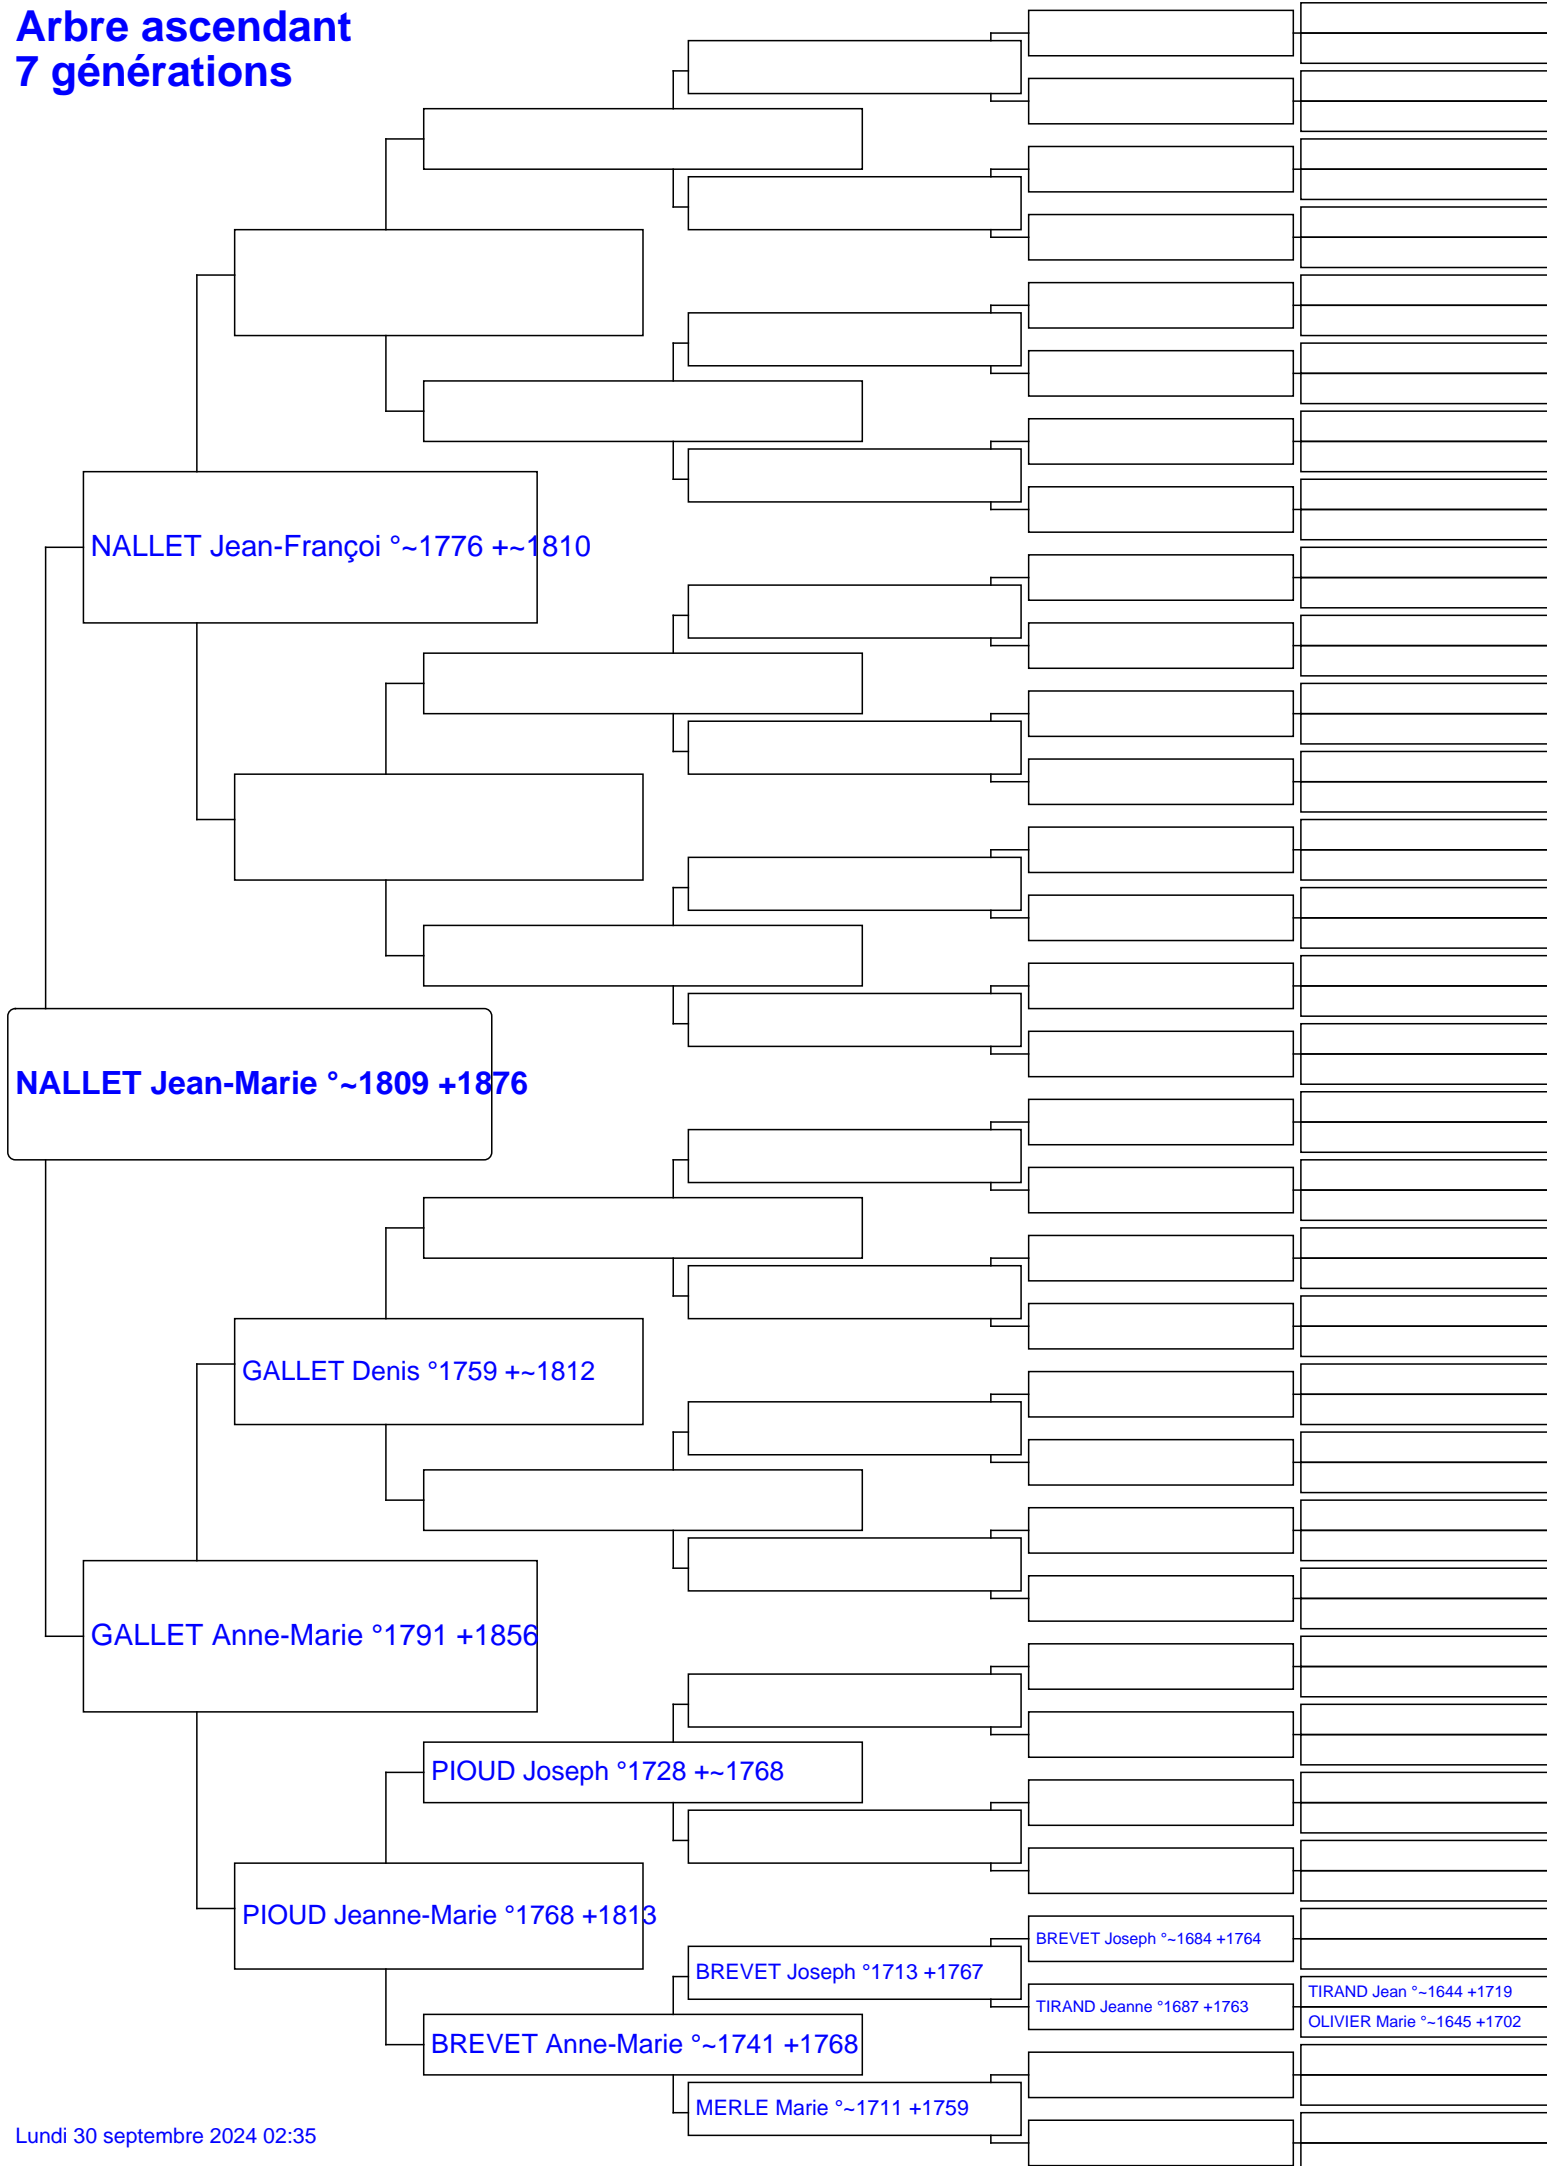 Arbre ascendant
7 générations
NALLET Jean-Françoi °~1776 +~1810
NALLET Jean-Marie °~1809 +1876
GALLET Denis °1759 +~1812
GALLET Anne-Marie °1791 +1856
PIOUD Joseph °1728 +~1768
PIOUD Jeanne-Marie °1768 +1813
BREVET Joseph °~1684 +1764
BREVET Joseph °1713 +1767
TIRAND Jean °~1644 +1719
TIRAND Jeanne °1687 +1763
OLIVIER Marie °~1645 +1702
BREVET Anne-Marie °~1741 +1768
MERLE Marie °~1711 +1759
Lundi 30 septembre 2024 02:35